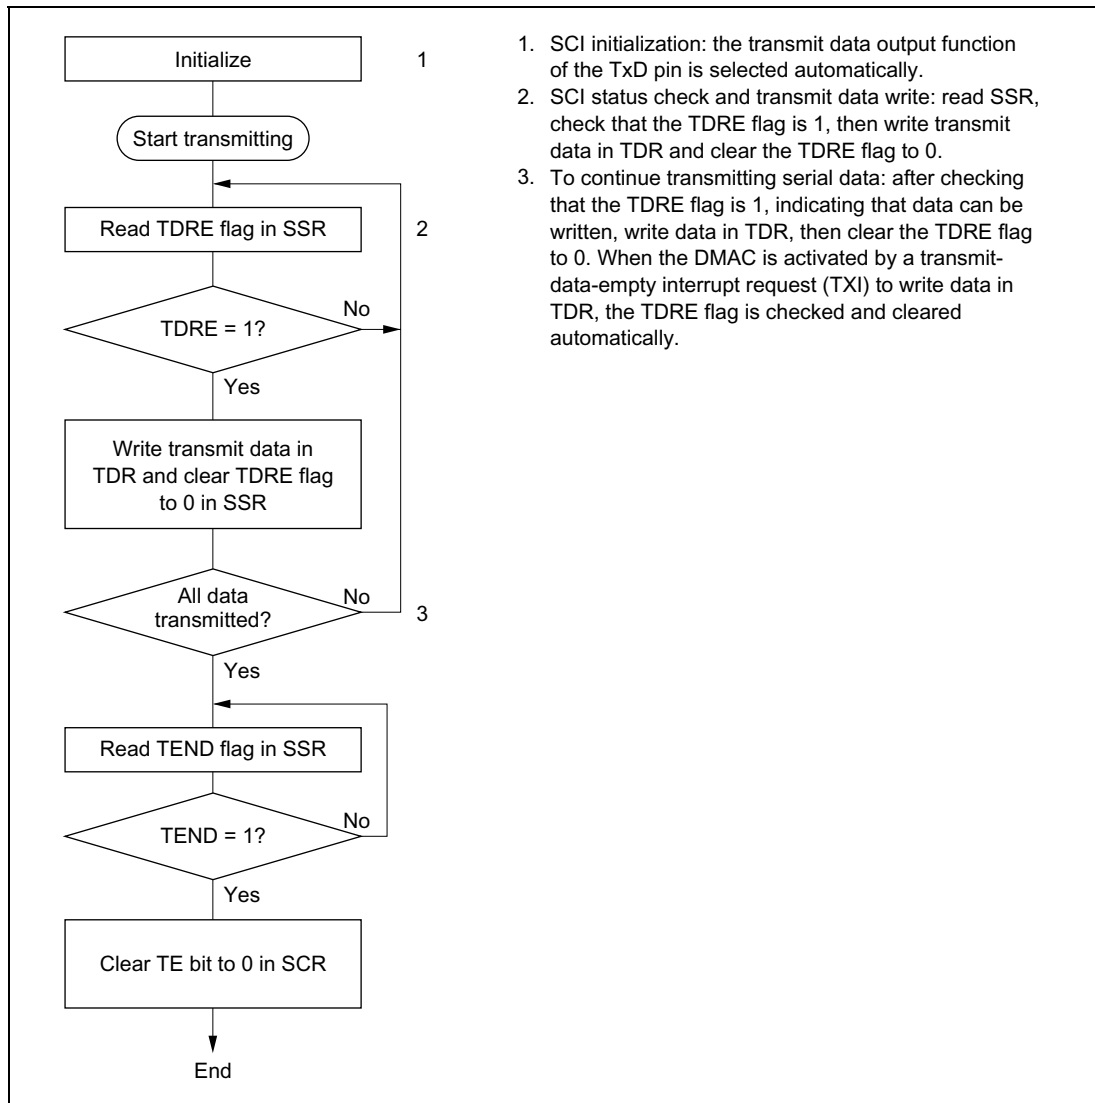 Initialize
1
Start transmitting
Read TDRE flag in SSR
2
TDRE = 1?
No
Yes
Write transmit data in
TDR and clear TDRE flag
to 0 in SSR
All data
transmitted?
No
3
Yes
Read TEND flag in SSR
TEND = 1?
No
Yes
Clear TE bit to 0 in SCR
End
1. SCI initialization: the transmit data output function
of the TxD pin is selected automatically.
2. SCI status check and transmit data write: read SSR,
check that the TDRE flag is 1, then write transmit
data in TDR and clear the TDRE flag to 0.
3. To continue transmitting serial data: after checking
that the TDRE flag is 1, indicating that data can be
written, write data in TDR, then clear the TDRE flag
to 0. When the DMAC is activated by a transmit-
data-empty interrupt request (TXI) to write data in
TDR, the TDRE flag is checked and cleared
automatically.